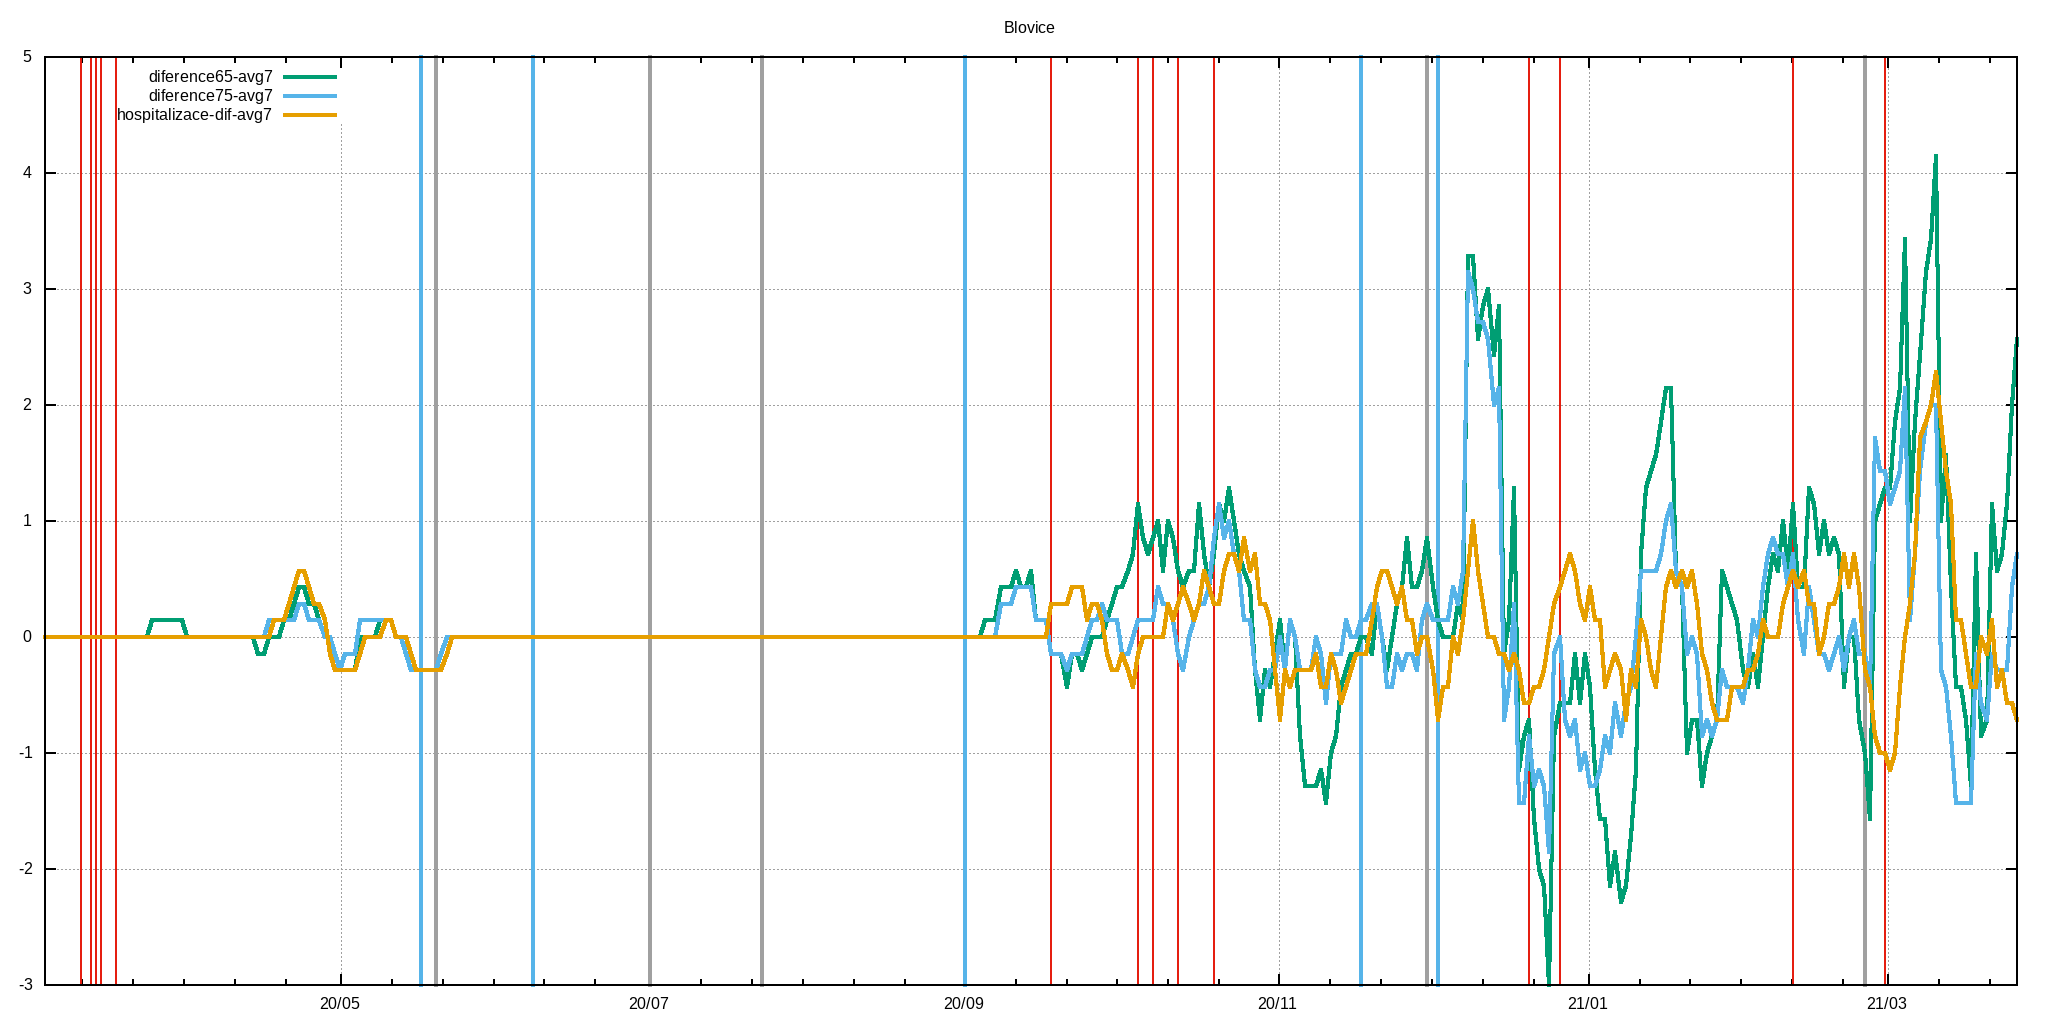 Blovice
5
diference65-avg7
diference75-avg7
hospitalizace-dif-avg7
4
3
2
1
0
-1
-2
-3
20/05 20/07 20/09 20/11 21/01 21/03